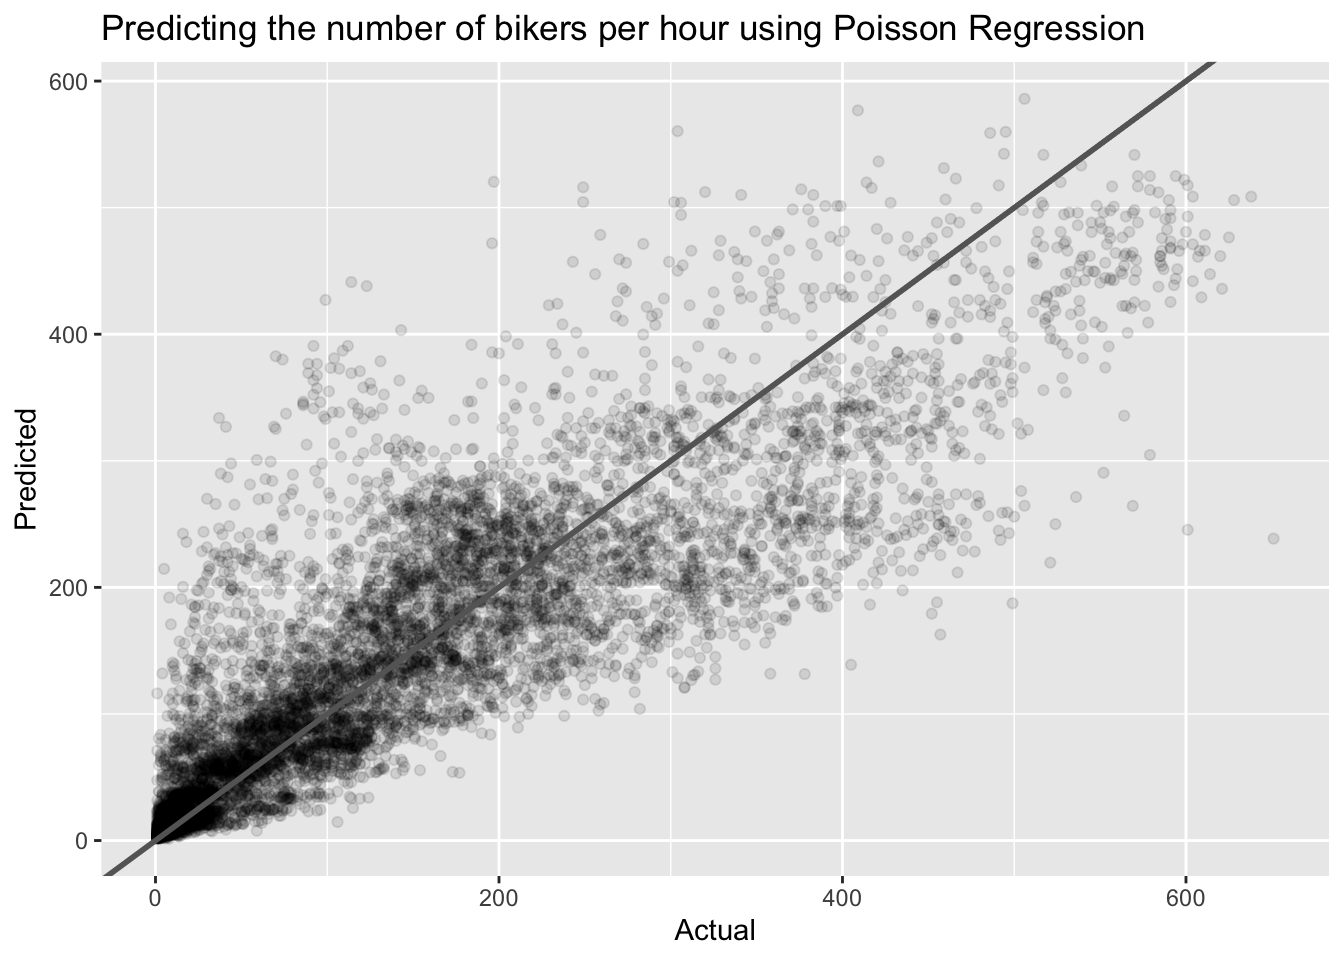 Predicting the number of bikers per hour using Poisson Regression
600
400
200
0
Predicted
0 200 400 600
Actual